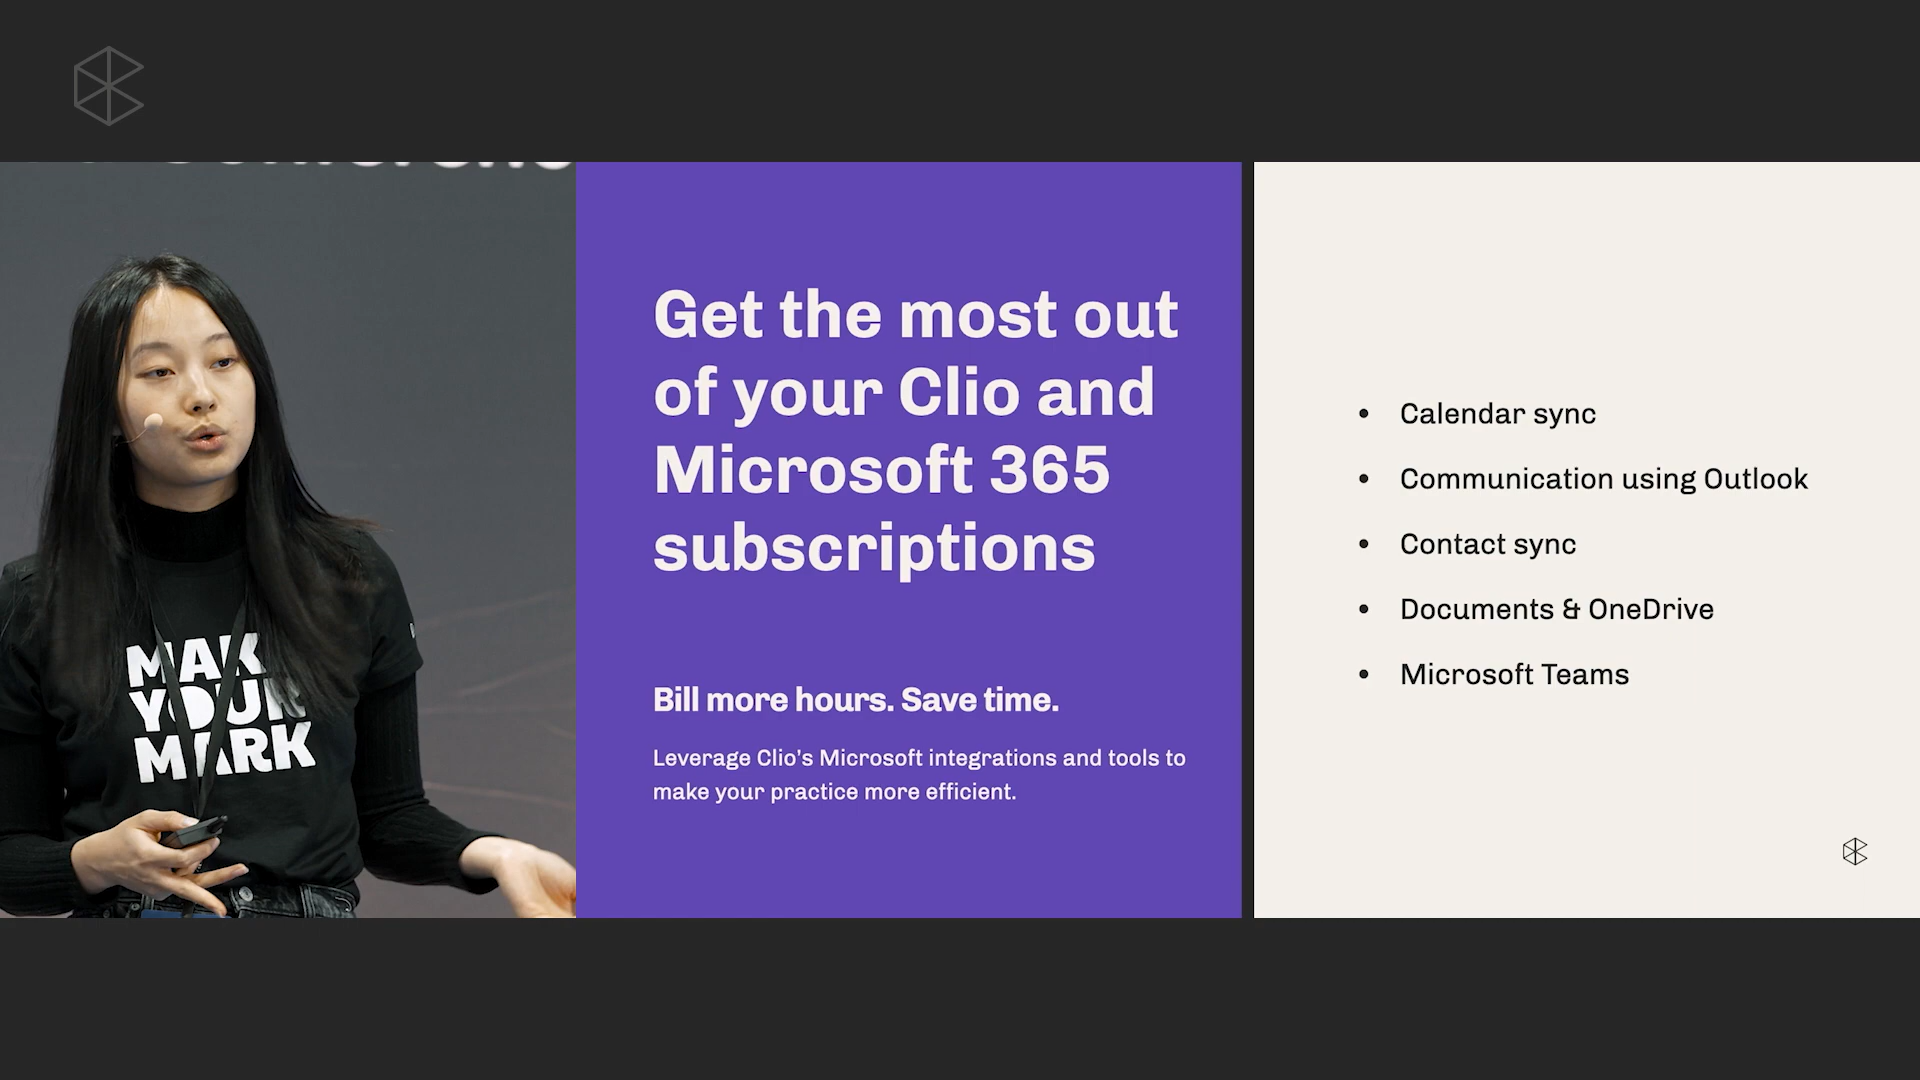 MAK
YOUR
MARK
Get the most out
of your Clio and
Microsoft 365
subscriptions
Bill more hours. Save time.
Leverage Clio's Microsoft integrations and tools to
make your practice more efficient.
• Calendar sync
• Communication using Outlook
• Contact sync
• Documents & OneDrive
• Microsoft Teams